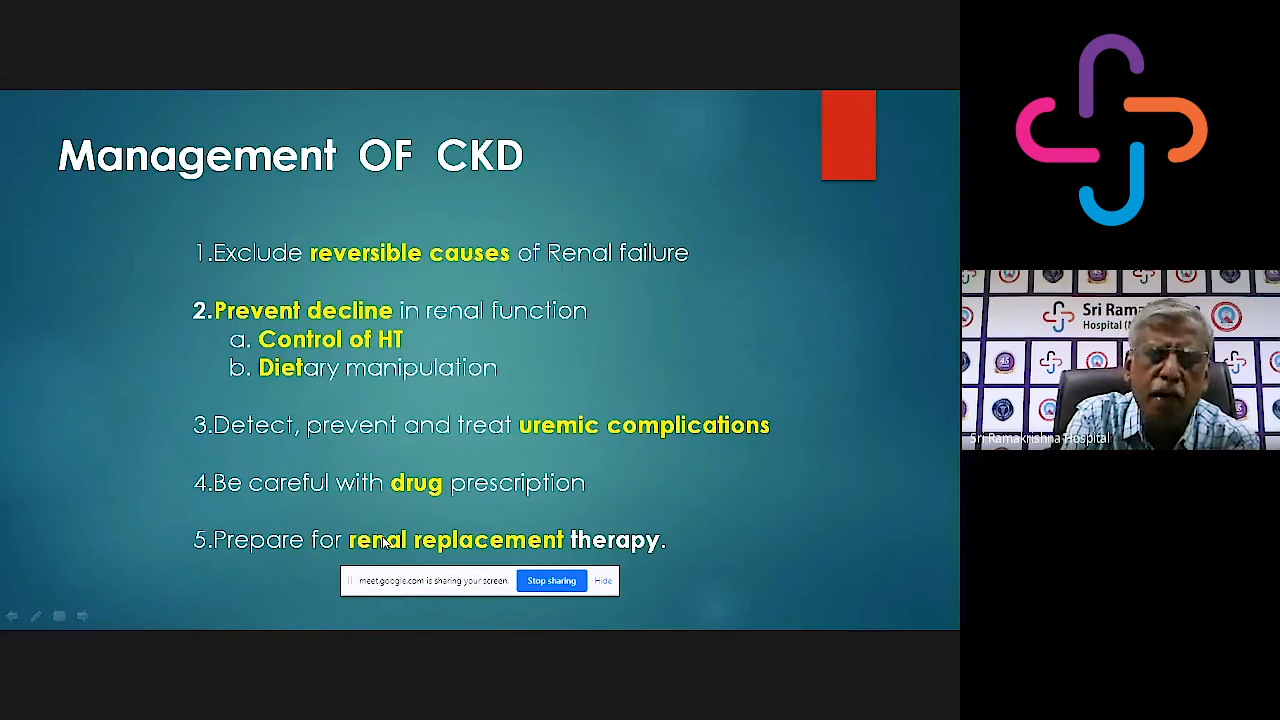 Management OF CKD
1.Exclude reversible causes of Renal failure
2.Prevent decline in renal function
a. Control of HT
b. Dietary manipulation
3.Detect, prevent and treat uremic complications
4.Be careful with drug prescription
5.Prepare for renal replacement therapy.
meet.google.com is sharing your screen.
Stop sharing
Hide
Sri Rama
Hospital (
Sri Ramakrishna Hospital